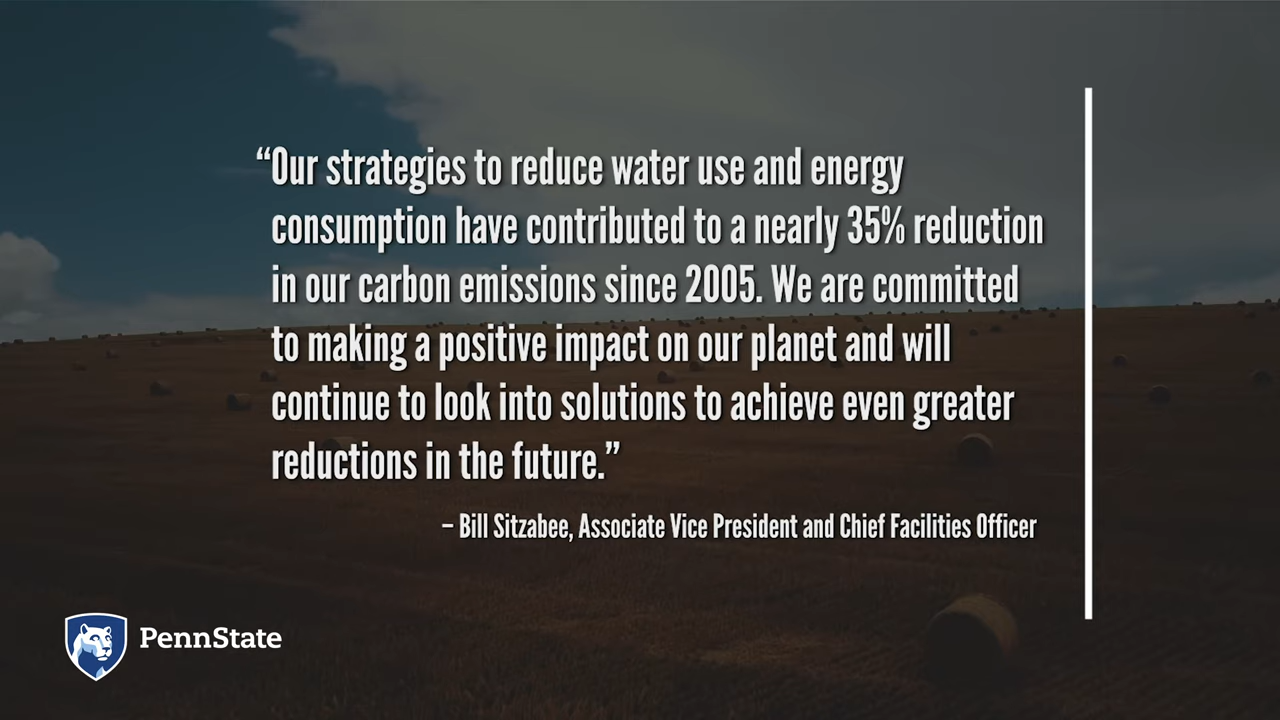 “Our strategies to reduce water use and energy
consumption have contributed to a nearly 35% reduction
in our carbon emissions since 2005. We are committed
to making a positive impact on our planet and will
continue to look into solutions to achieve even greater
reductions in the future.”
– Bill Sitzabee, Associate Vice President and Chief Facilities Officer
PennState